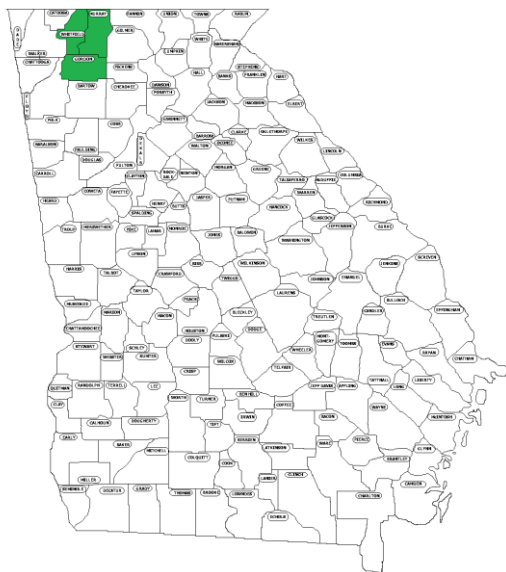 CATOOSA
MURRAY
FANNIN
UNION
TOWNS
RABUN
DADE
WHITFIELD
GILMER
WALKER
WHITE
LUMPKIN
HABERSHAM
CHATTOOGA
GORDON
PICKENS
STEPHENS
HALL
BANKS
FRANKLIN
HART
FLOYD
BARTOW
CHEROKEE
DAWSON
FORSYTH
JACKSON
MADISON
ELBERT
POLK
COBB
GWINNETT
BARROW
CLARKE
OGLETHORPE
HARALSON
PAULDING
DEKALB
WALTON
OCONEE
WILKES
LINCOLN
DOUGLAS
FULTON
CARROLL
CLAYTON
ROCKDALE
NEWTON
MORGAN
GREENE
TALIAFERRO
MCDUFFIE
COLUMBIA
COWETA
FAYETTE
HENRY
JASPER
PUTNAM
HANCOCK
WARREN
RICHMOND
HEARD
SPALDING
BUTTS
GLASCOCK
JEFFERSON
BURKE
TROUP
MERIWETHER
PIKE
LAMAR
MONROE
JONES
BALDWIN
WASHINGTON
UPSON
BIBB
WILKINSON
JENKINS
SCREVEN
HARRIS
TALBOT
CRAWFORD
TWIGGS
JOHNSON
EMANUEL
TAYLOR
PEACH
LAURENS
BULLOCH
EFFINGHAM
MUSCOGEE
MARION
MACON
BLECKLEY
TREUTLEN
CANDLER
CHATTAHOOCHEE
HOUSTON
PULASKI
DODGE
MONT-
GOMERY
TOOMBS
EVANS
BRYAN
CHATHAM
STEWART
SCHLEY
DOOLY
WHEELER
WEBSTER
SUMTER
WILCOX
TELFAIR
TATTNALL
LIBERTY
QUITMAN
RANDOLPH
TERRELL
LEE
CRISP
JEFF DAVIS
APPLING
LONG
CLAY
WORTH
TURNER
BEN HILL
COFFEE
WAYNE
MCINTOSH
CALHOUN
DOUGHERTY
IRWIN
BACON
TIFT
EARLY
BAKER
BERRIEN
ATKINSON
WARE
PIERCE
GLYNN
MITCHELL
COLQUITT
COOK
BRANTLEY
MILLER
LANIER
CLINCH
CAMDEN
SEMINOLE
DECATUR
GRADY
THOMAS
BROOKS
LOWNDES
CHARLTON
ECHOLS